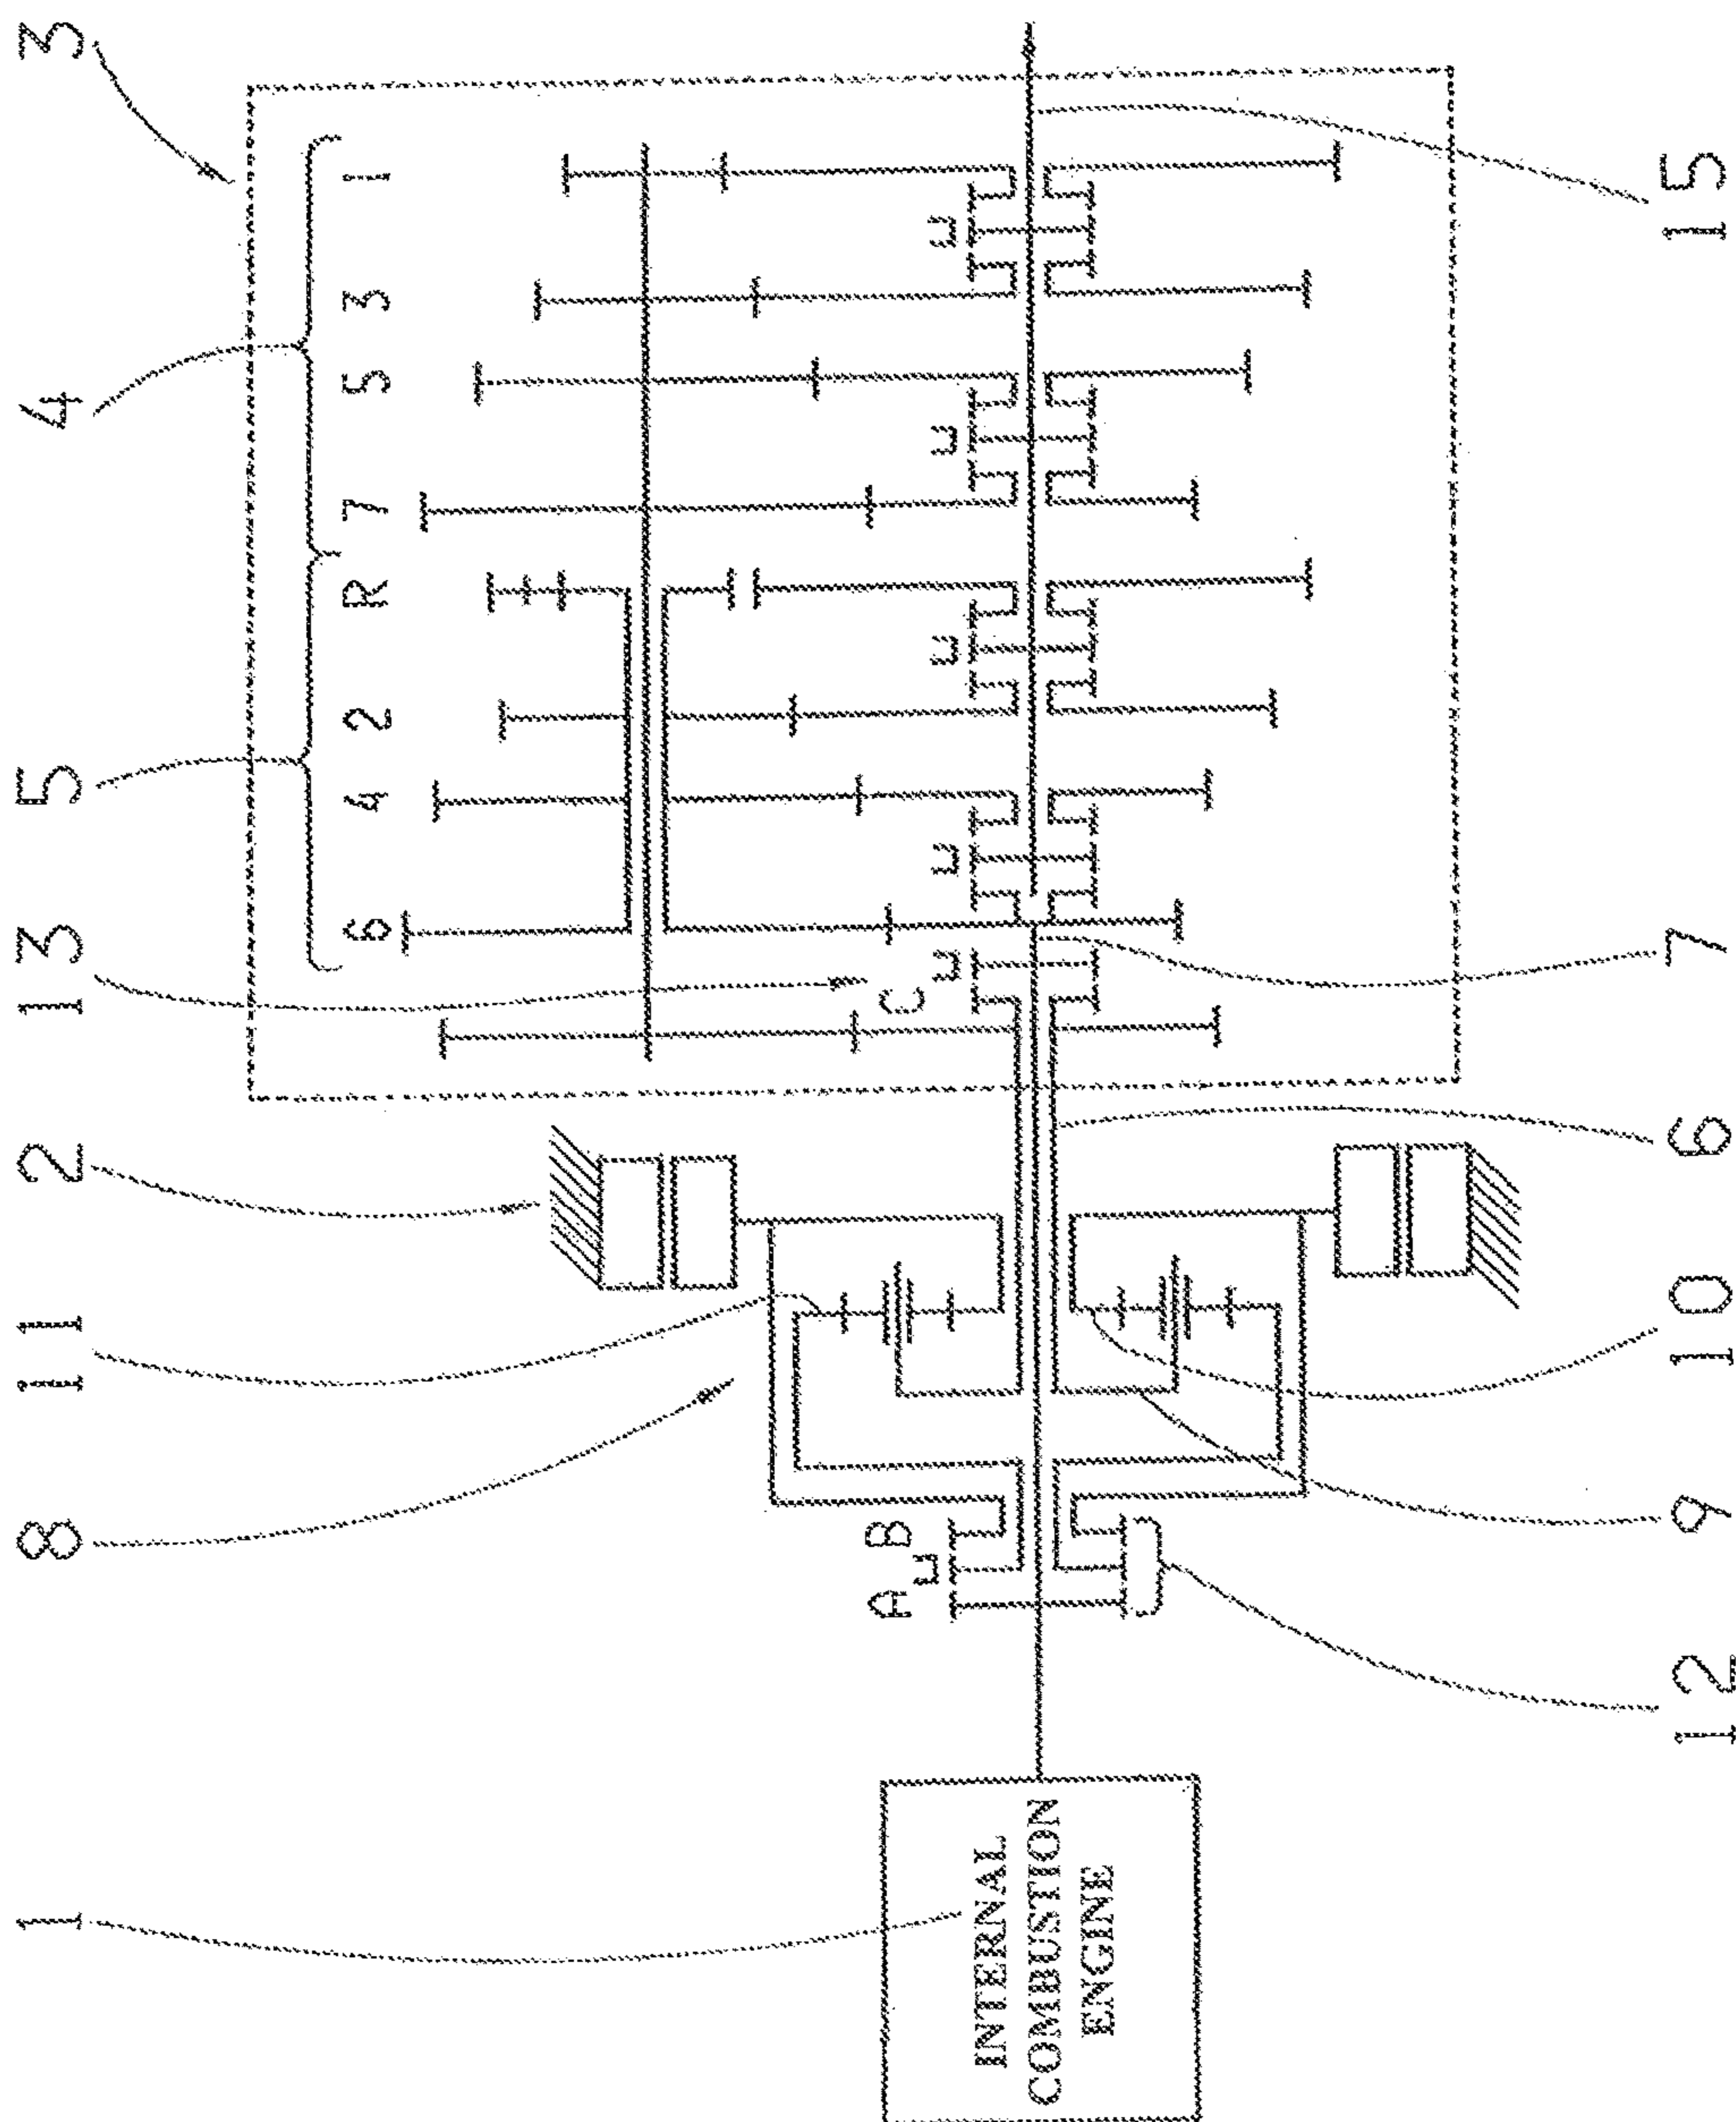 1 8 11 2 13 5 4 3
6 4 2 R 7 5 3 1
A B C
INTERNAL
COMBUSTION
ENGINE
12 9 10 6 7 15